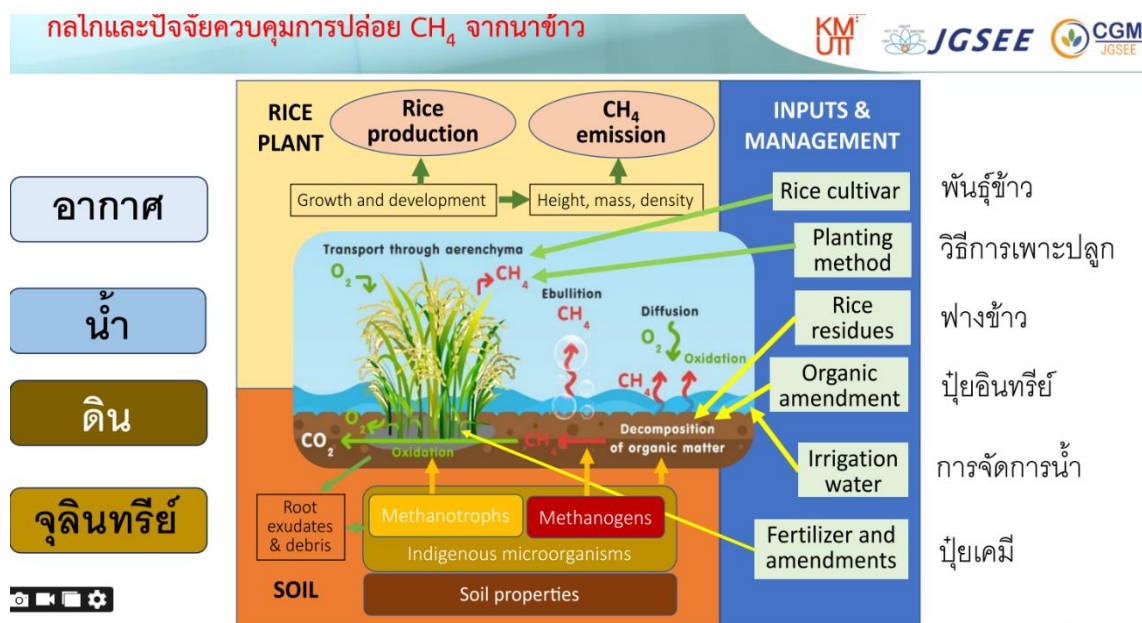 กลไกและปัจจัยควบคุมการปล่อย CH₄ จากนาข้าว
KM
UTT
JGSEE
CGM
JGSEE
อากาศ
น้ำ
ดิน
จุลินทรีย์
RICE
PLANT
Rice
production
CH₄
emission
Growth and development
Height, mass, density
Transport through aerenchyma
O₂
CH₄
Ebullition
CH₄
Diffusion
O₂
Oxidation
CH₄
O₂
CO₂
Oxidation
CH₄
Decomposition
of organic matter
Root
exudates
& debris
Methanotrophs
Methanogens
Indigenous microorganisms
SOIL
Soil properties
INPUTS &
MANAGEMENT
Rice cultivar
พันธุ์ข้าว
Planting
method
วิธีการเพาะปลูก
Rice
residues
ฟางข้าว
Organic
amendment
ปุ๋ยอินทรีย์
Irrigation
water
การจัดการน้ำ
Fertilizer and
amendments
ปุ๋ยเคมี